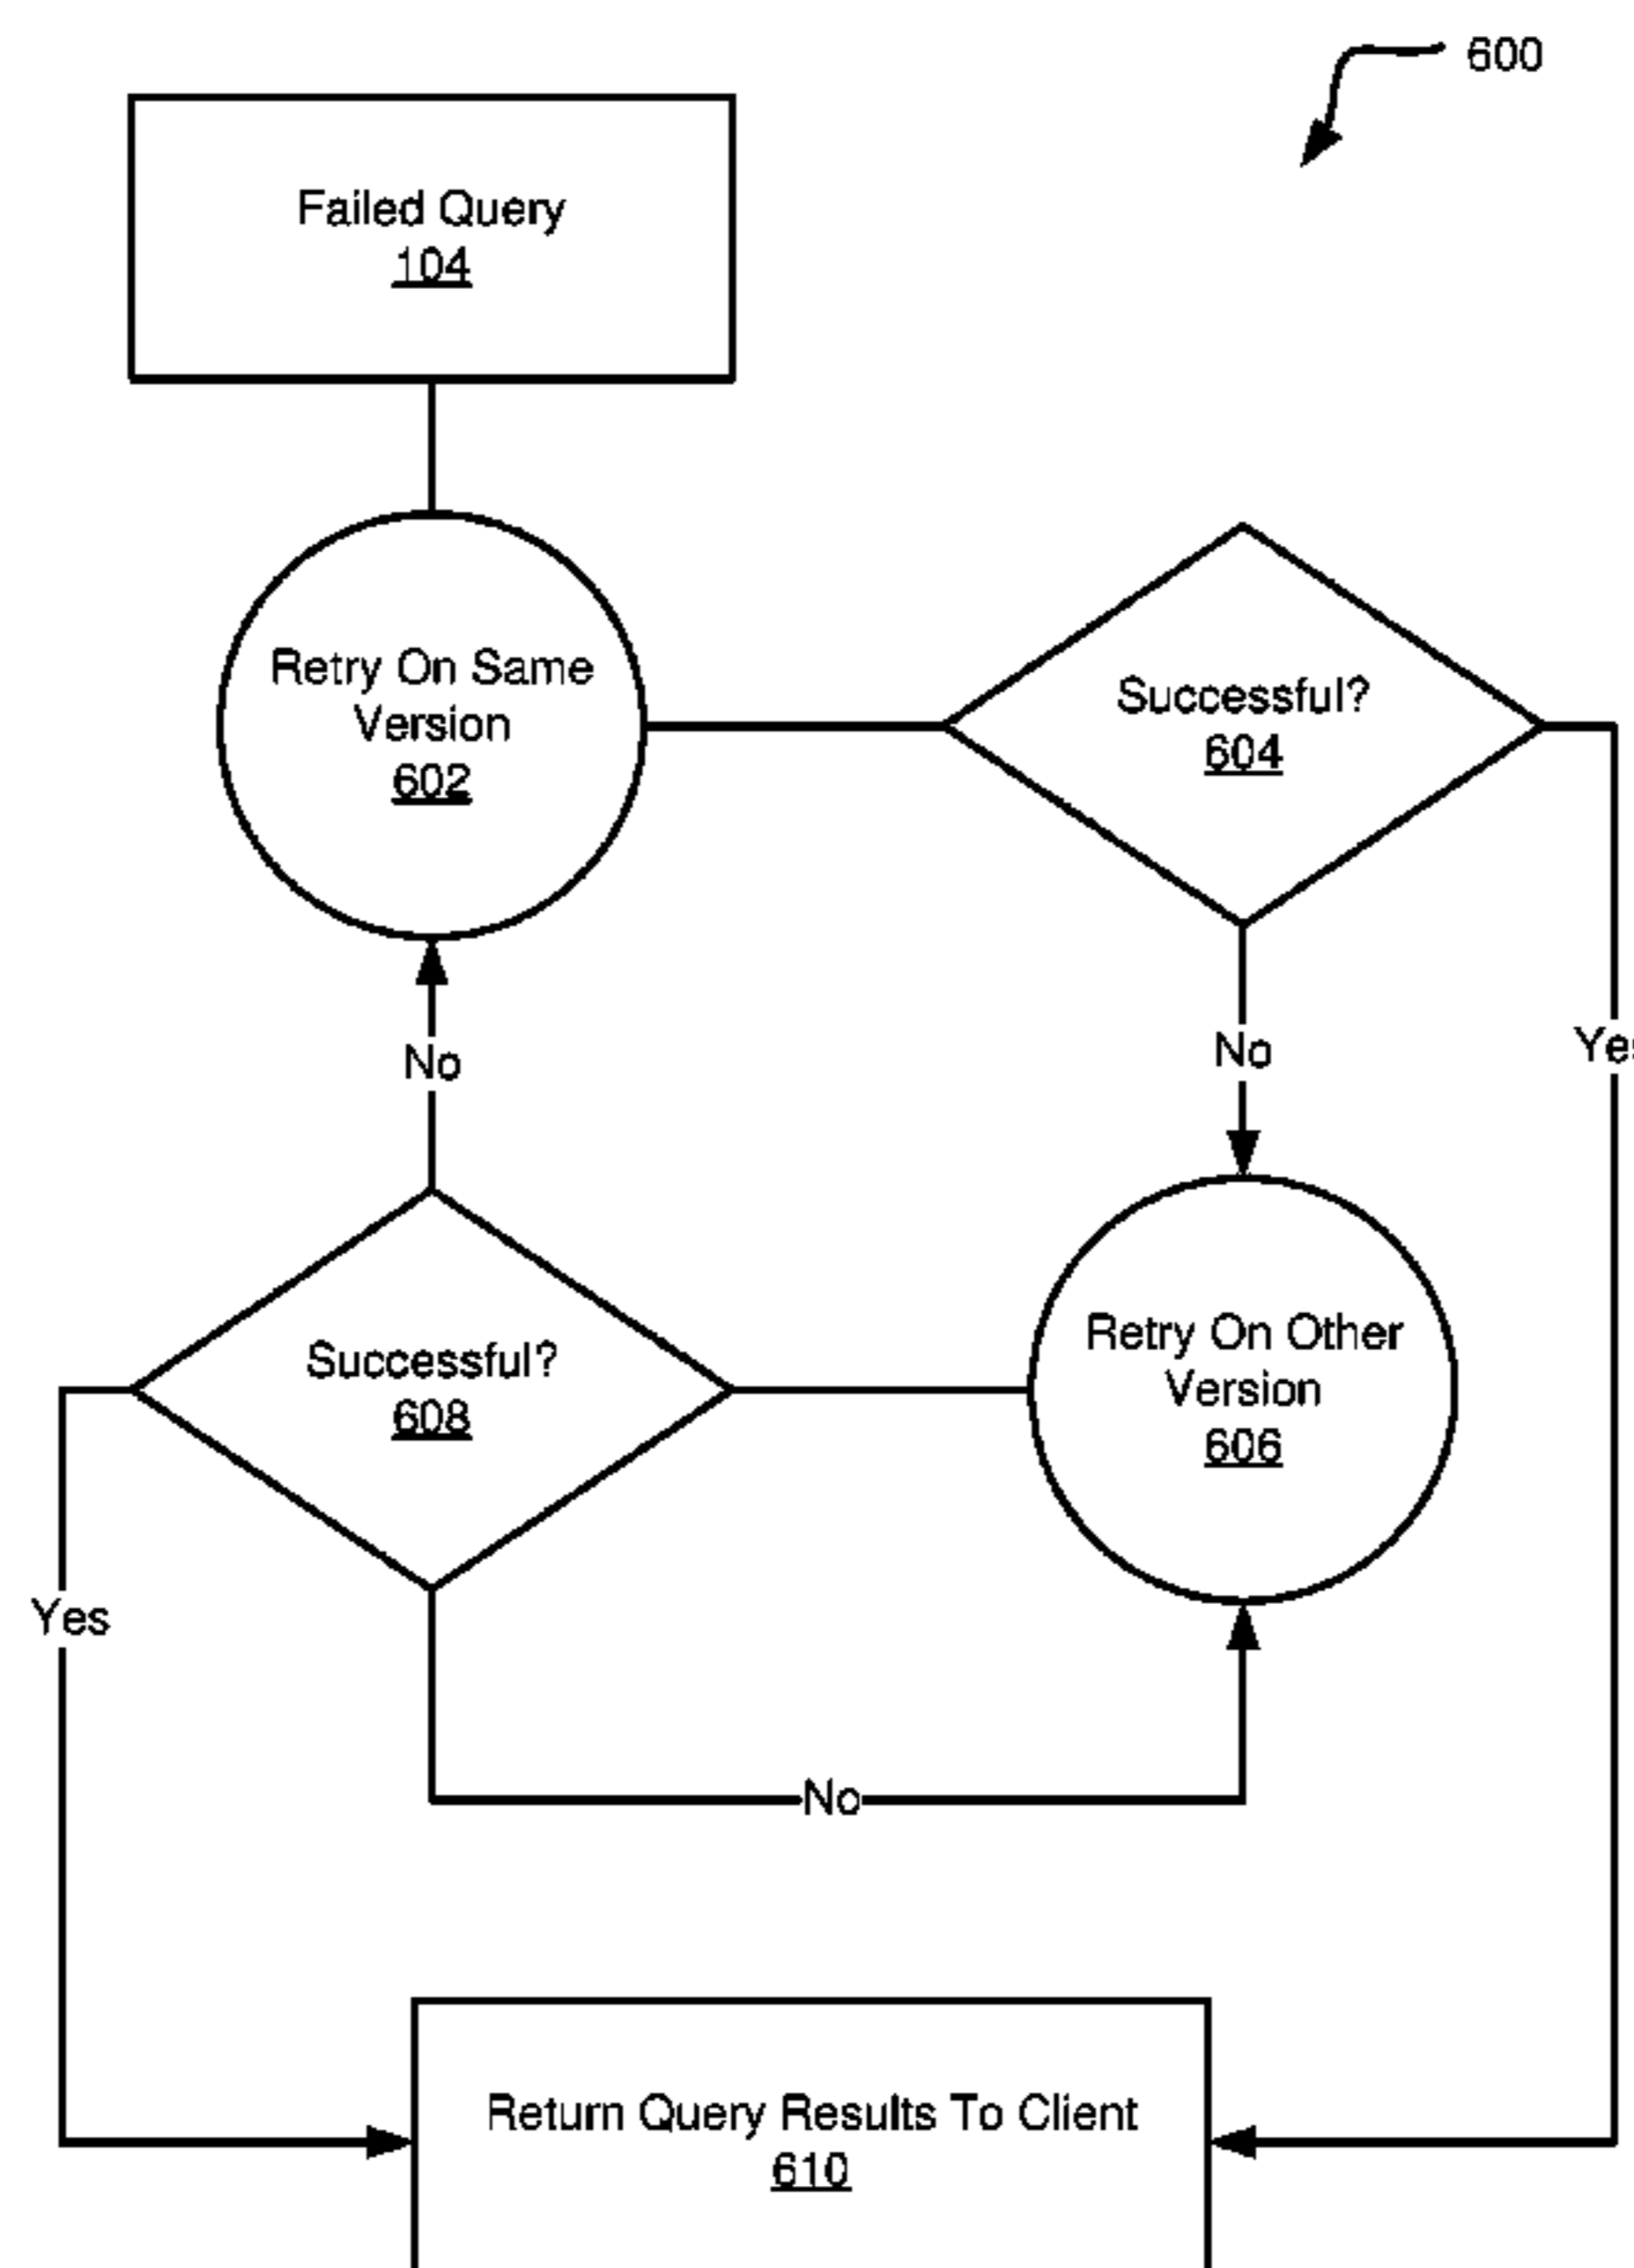 600
Failed Query
104
Retry On Same
Version
602
Successful?
604
No
No
Yes
Successful?
608
Retry On Other
Version
606
Yes
No
Return Query Results To Client
610